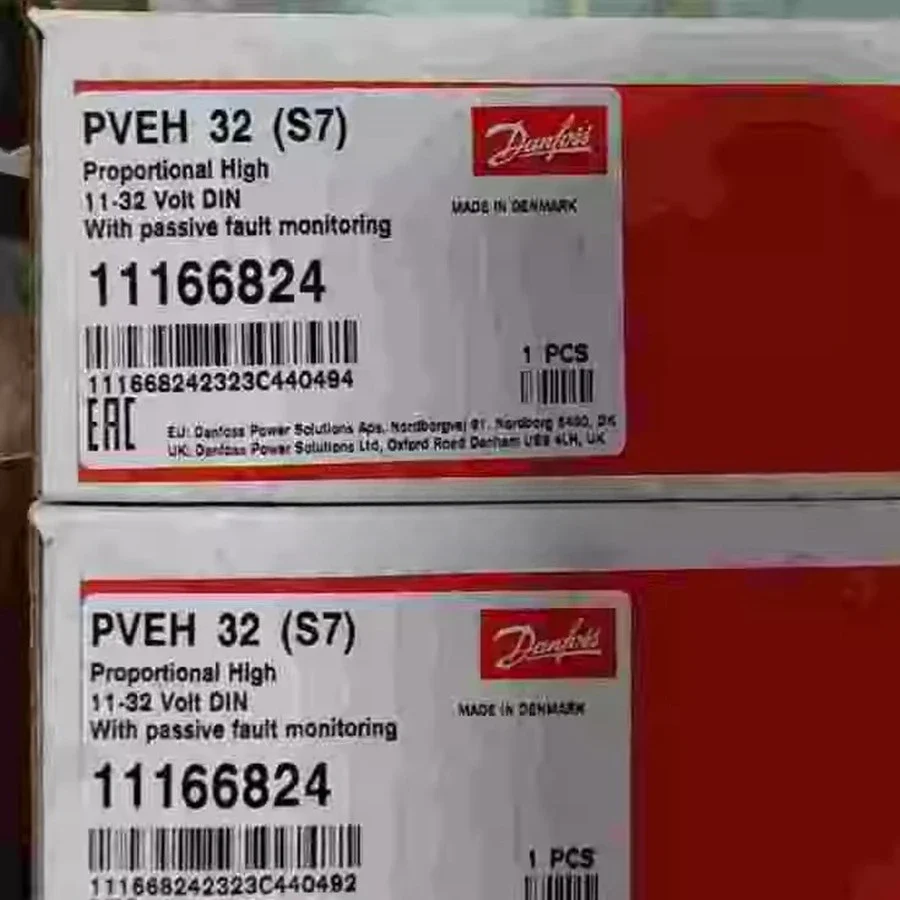 PVEH 32 (S7)
Danfoss
Proportional High
11-32 Volt DIN
MADE IN DENMARK
With passive fault monitoring
11166824
1 PCS
111668242323C440494
EAC
EU: Danfoss Power Solutions Aps, Nordborgvej 81, Nordborg 6430, DK
UK: Danfoss Power Solutions Ltd, Oxford Road Denham UB9 4LH, UK
PVEH 32 (S7)
Danfoss
Proportional High
11-32 Volt DIN
MADE IN DENMARK
With passive fault monitoring
11166824
1 PCS
111668242323C440492